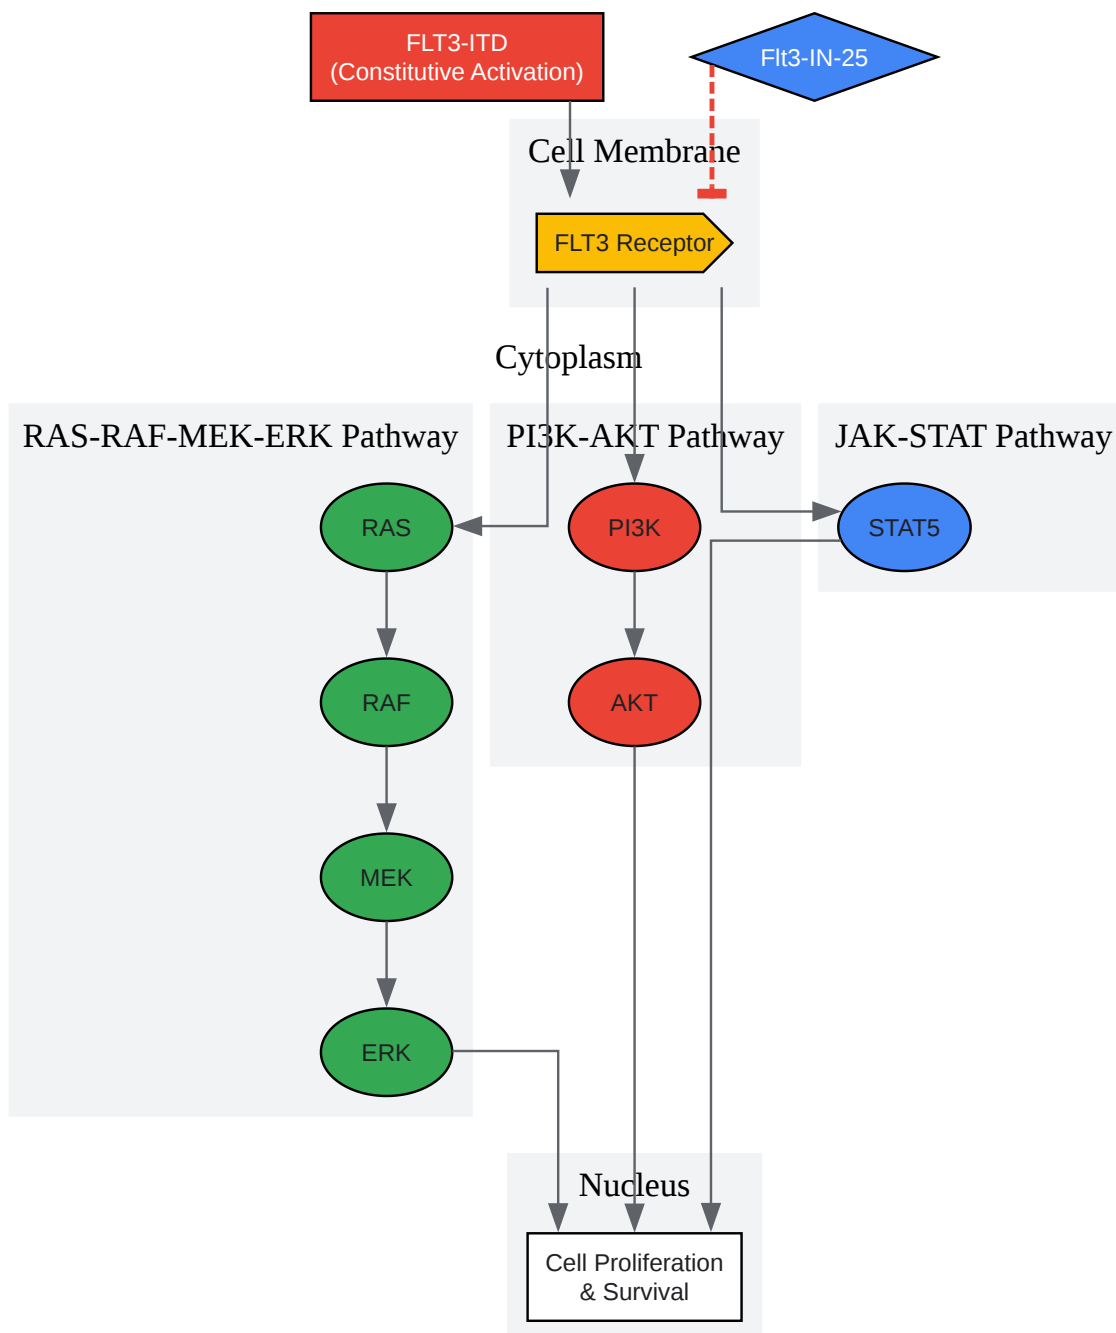 FLT3-ITD
(Constitutive Activation)
Flt3-IN-25
Cell Membrane
FLT3 Receptor
Cytoplasm
RAS-RAF-MEK-ERK Pathway
PI3K-AKT Pathway
JAK-STAT Pathway
RAS
PI3K
STAT5
RAF
AKT
MEK
ERK
Nucleus
Cell Proliferation
& Survival